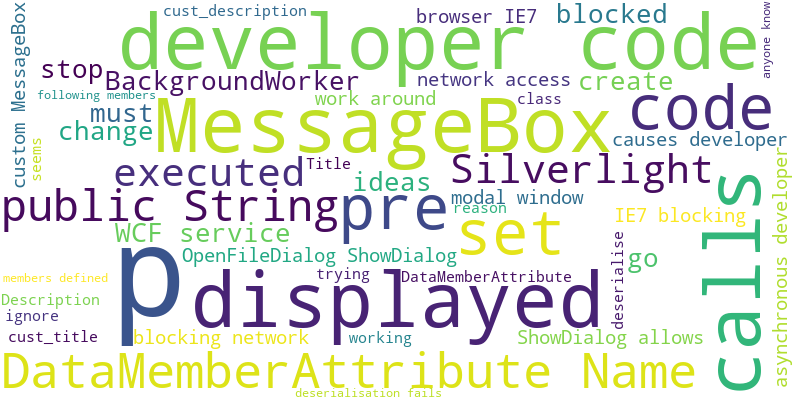 cust_description
browser IE7
blocked
anyone know
custom MessageBox
developer code
stop
BackgroundWorker
network access
create
following members
work around
class
must
MessageBox
code
change
causes developer
seems
executed
Title
Silverlight
ideas
modal window
public String
pre
reason
calls
IE7 blocking
WCF service
set
asynchronous developer
p
OpenFileDialog ShowDialog
go
deserialise
members defined
displayed
trying
DataMemberAttribute
Description
ignore
cust_title
blocking network
working
ShowDialog allows
DataMemberAttribute Name
deserialisation fails